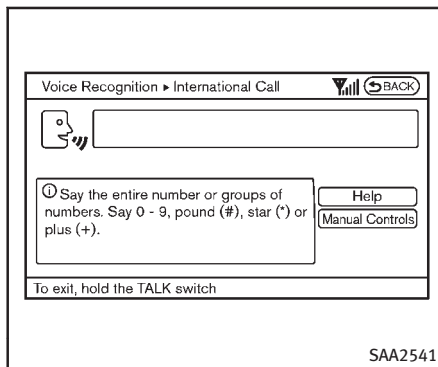 Voice Recognition ▸ International Call
BACK
ⓘ Say the entire number or groups of
numbers. Say 0 - 9, pound (#), star (*) or
plus (+).
Help
Manual Controls
To exit, hold the TALK switch
SAA2541